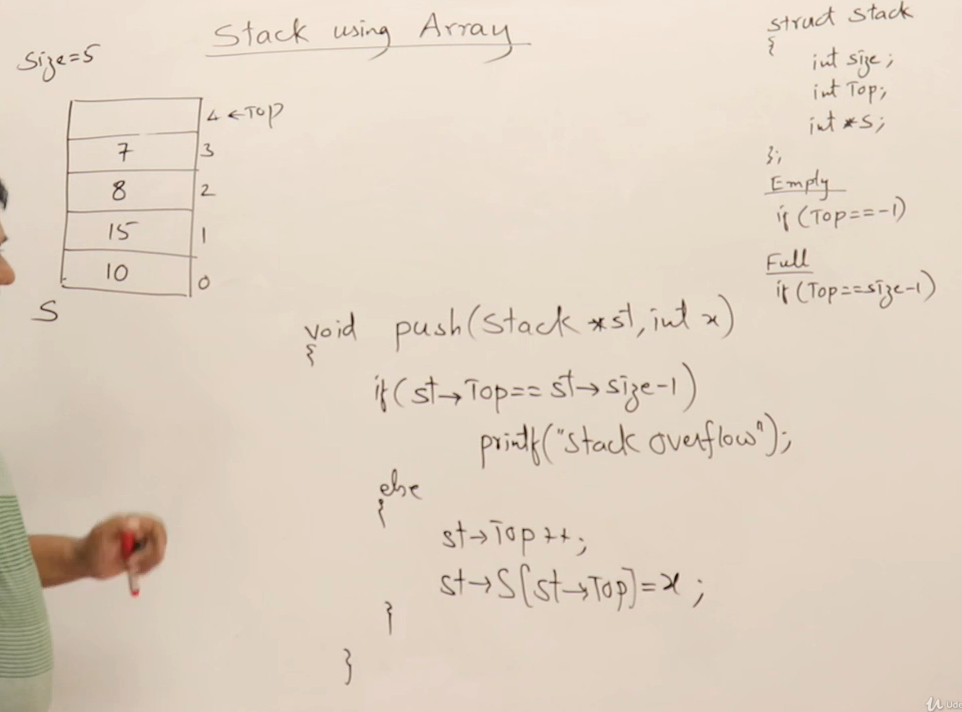 Stack using Array
Size=5
4 ←Top
7 3
8 2
15 1
10 0
S
struct Stack
{
int size;
int Top;
int *S;
};
Empty
if (Top==-1)
Full
if (Top==size-1)
void push(Stack *st, int x)
{
if(st→Top==st→size-1)
printf("Stack overflow");
else
{
st→Top++;
st→S[st→Top]=x;
}
}